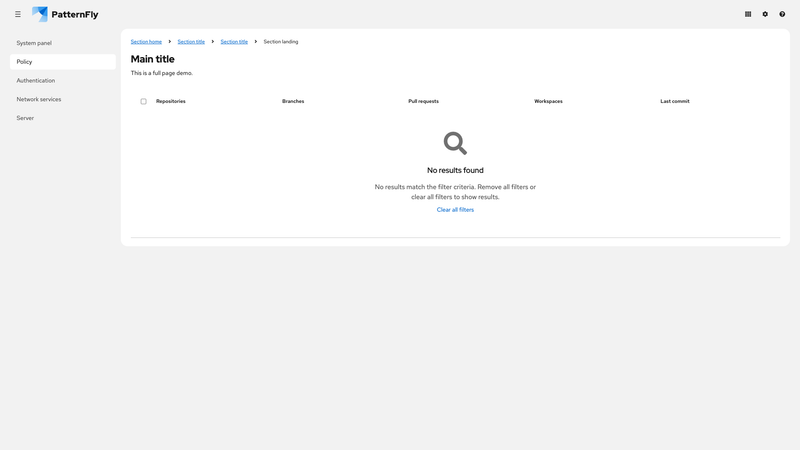 PatternFly
System panel
Policy
Authentication
Network services
Server
Section home
Section title
Section title
Section landing
Main title
This is a full page demo.
Repositories
Branches
Pull requests
Workspaces
Last commit
No results found
No results match the filter criteria. Remove all filters or
clear all filters to show results.
Clear all filters